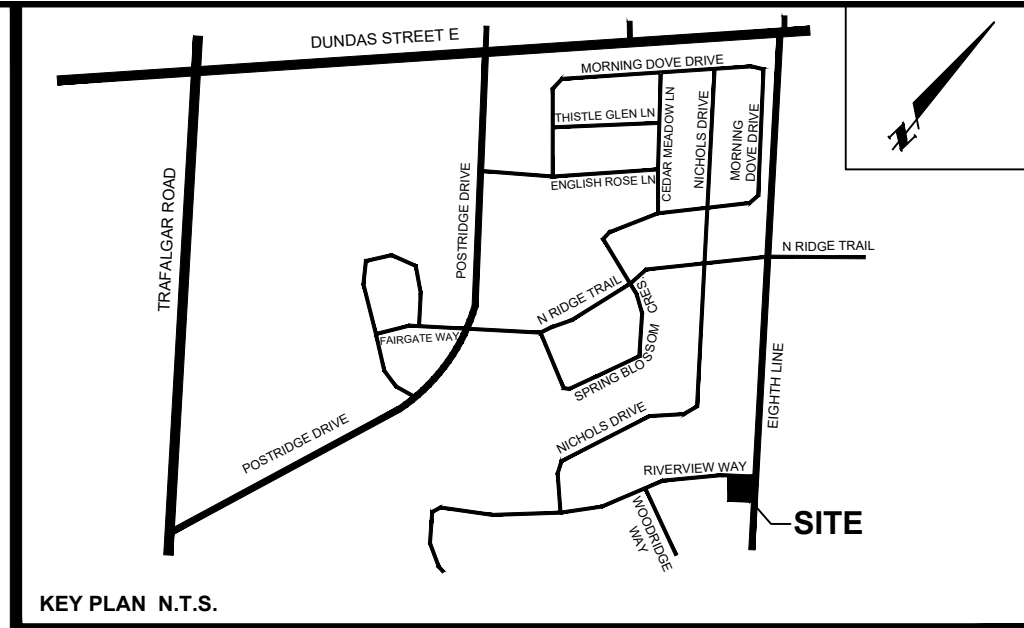 DUNDAS STREET E
MORNING DOVE DRIVE
THISTLE GLEN LN
CEDAR MEADOW LN
NICHOLS DRIVE
MORNING
DOVE DRIVE
ENGLISH ROSE LN
TRAFALGAR ROAD
POSTRIDGE DRIVE
N
N RIDGE TRAIL
N RIDGE TRAIL
FAIRGATE WAY
SPRING BLOSSOM CRES.
EIGHTH LINE
POSTRIDGE DRIVE
NICHOLS DRIVE
RIVERVIEW WAY
WOODRIDGE
WAY
SITE
KEY PLAN N.T.S.